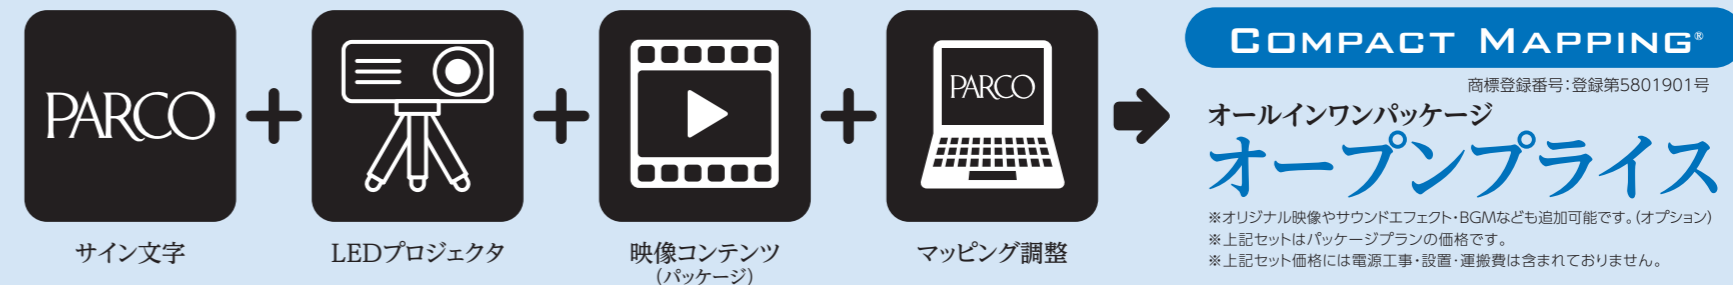 PARCO
サイン文字
LEDプロジェクタ
映像コンテンツ
(パッケージ)
PARCO
マッピング調整
COMPACT MAPPING®
商標登録番号：登録第5801901号
オールインワンパッケージ
オープンプライス
※オリジナル映像やサウンドエフェクト・BGMなども追加可能です。(オプション)
※上記セットはパッケージプランの価格です。
※上記セット価格には電源工事・設置・運搬費は含まれておりません。